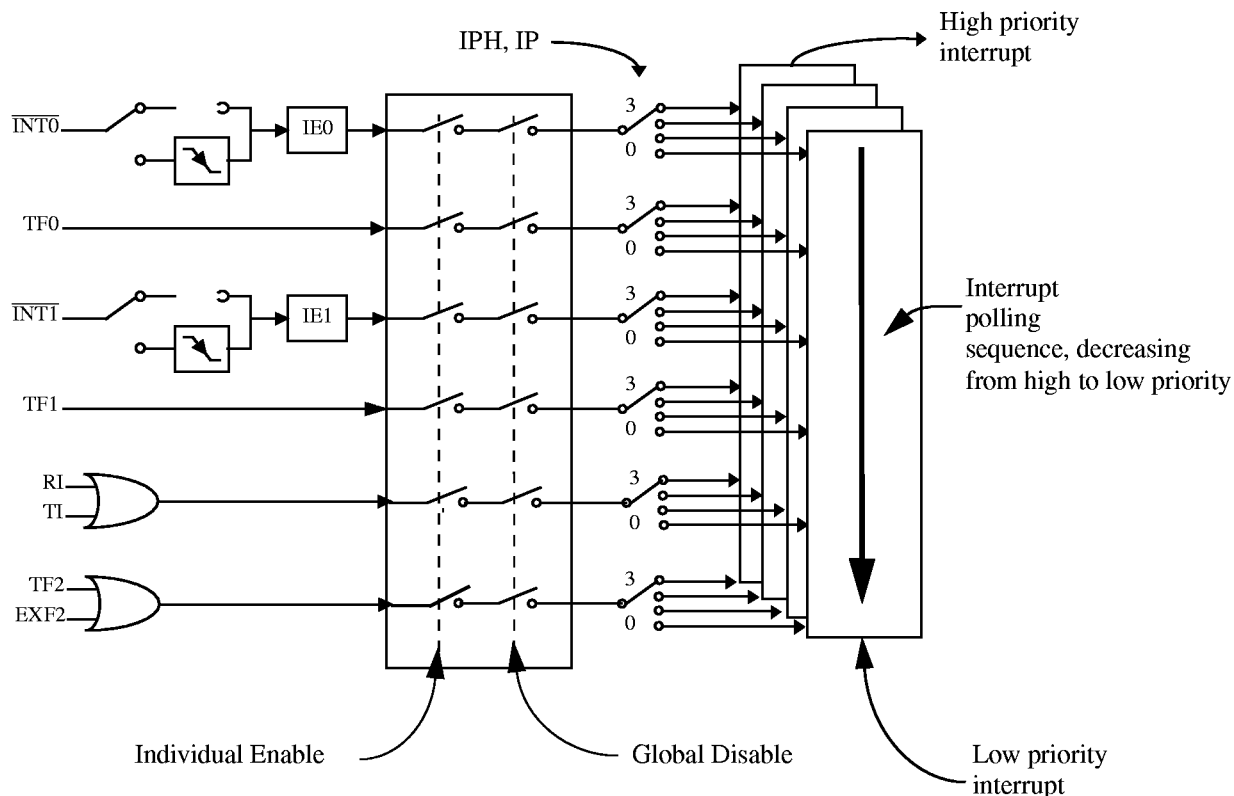 High priority
interrupt
IPH, IP
INT0
IE0
3
0
TF0
3
0
INT1
IE1
3
0
Interrupt
polling
sequence, decreasing
from high to low priority
TF1
3
0
RI
TI
3
0
TF2
EXF2
3
0
Individual Enable
Global Disable
Low priority
interrupt